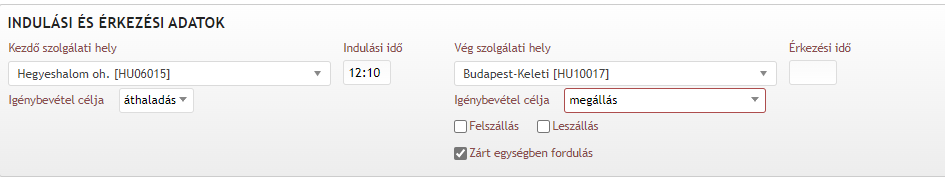 INDULÁSI ÉS ÉRKEZÉSI ADATOK
Kezdő szolgálati hely Indulási idő Vég szolgálati hely Érkezési idő
Hegyeshalom oh. [HU06015] 12:10 Budapest-Keleti [HU10017]
Igénybevétel célja áthaladás Igénybevétel célja megállás
Felszállás Leszállás
Zárt egységben fordulás